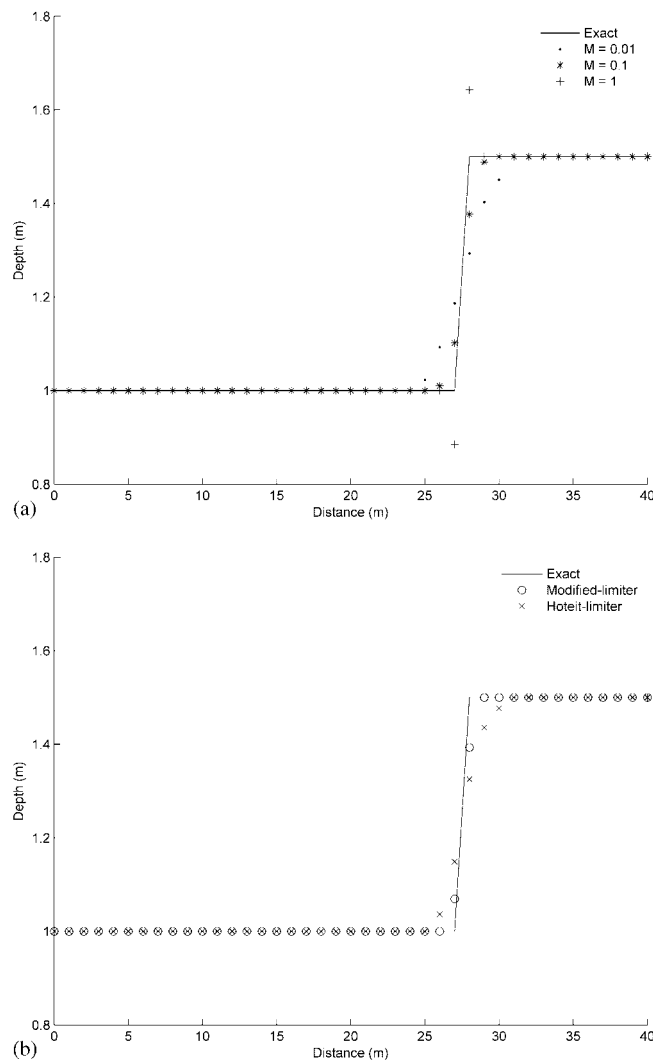 1.8
Exact
M = 0.01
M = 0.1
M = 1
1.6
1.4
Depth (m)
1.2
1
0.8
0 5 10 15 20 25 30 35 40
(a)
Distance (m)
1.8
Exact
Modified-limiter
Hoteit-limiter
1.6
1.4
Depth (m)
1.2
1
0.8
0 5 10 15 20 25 30 35 40
(b)
Distance (m)